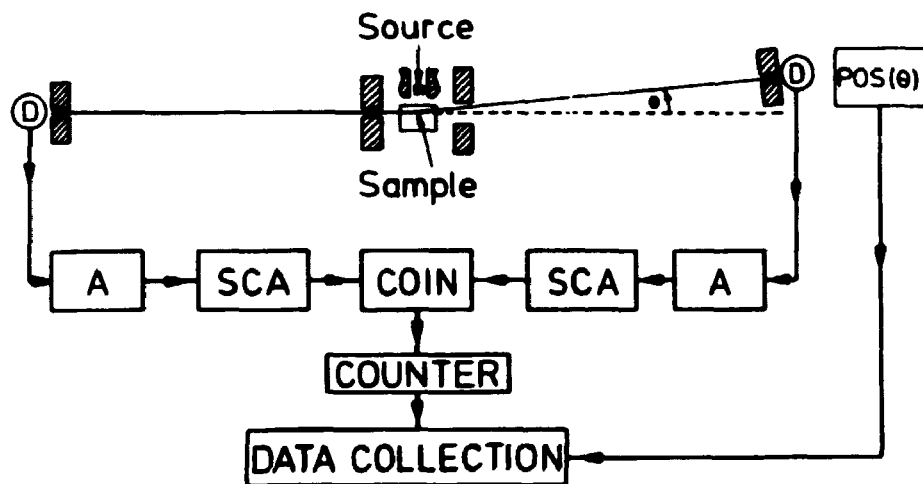 Source
D
D
POS(θ)
θ
Sample
A
SCA
COIN
SCA
A
COUNTER
DATA COLLECTION